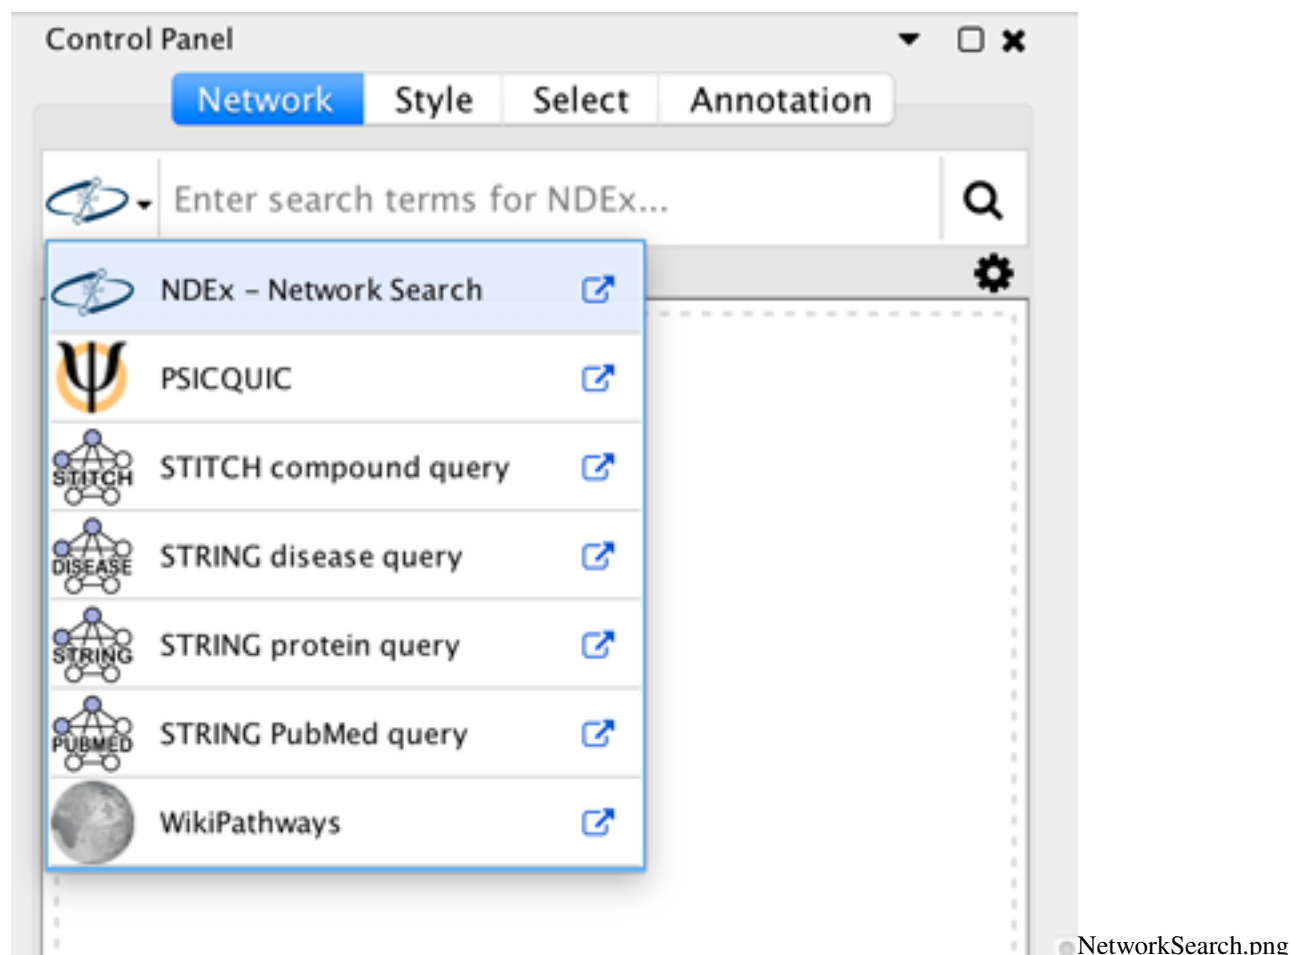 Control Panel
Network Style Select Annotation
Enter search terms for NDEx...
NDEx – Network Search
PSICQUIC
STITCH
STITCH compound query
DISEASE
STRING disease query
STRING
STRING protein query
PUBMED
STRING PubMed query
WikiPathways
NetworkSearch.png